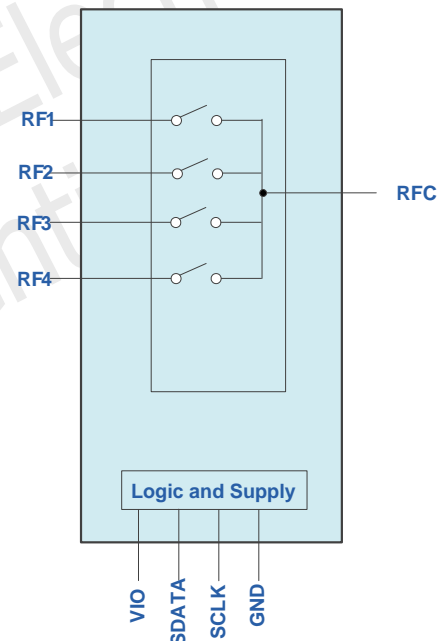 RF1
RF2
RF3
RF4
RFC
Logic and Supply
VIO
SDATA
SCLK
GND